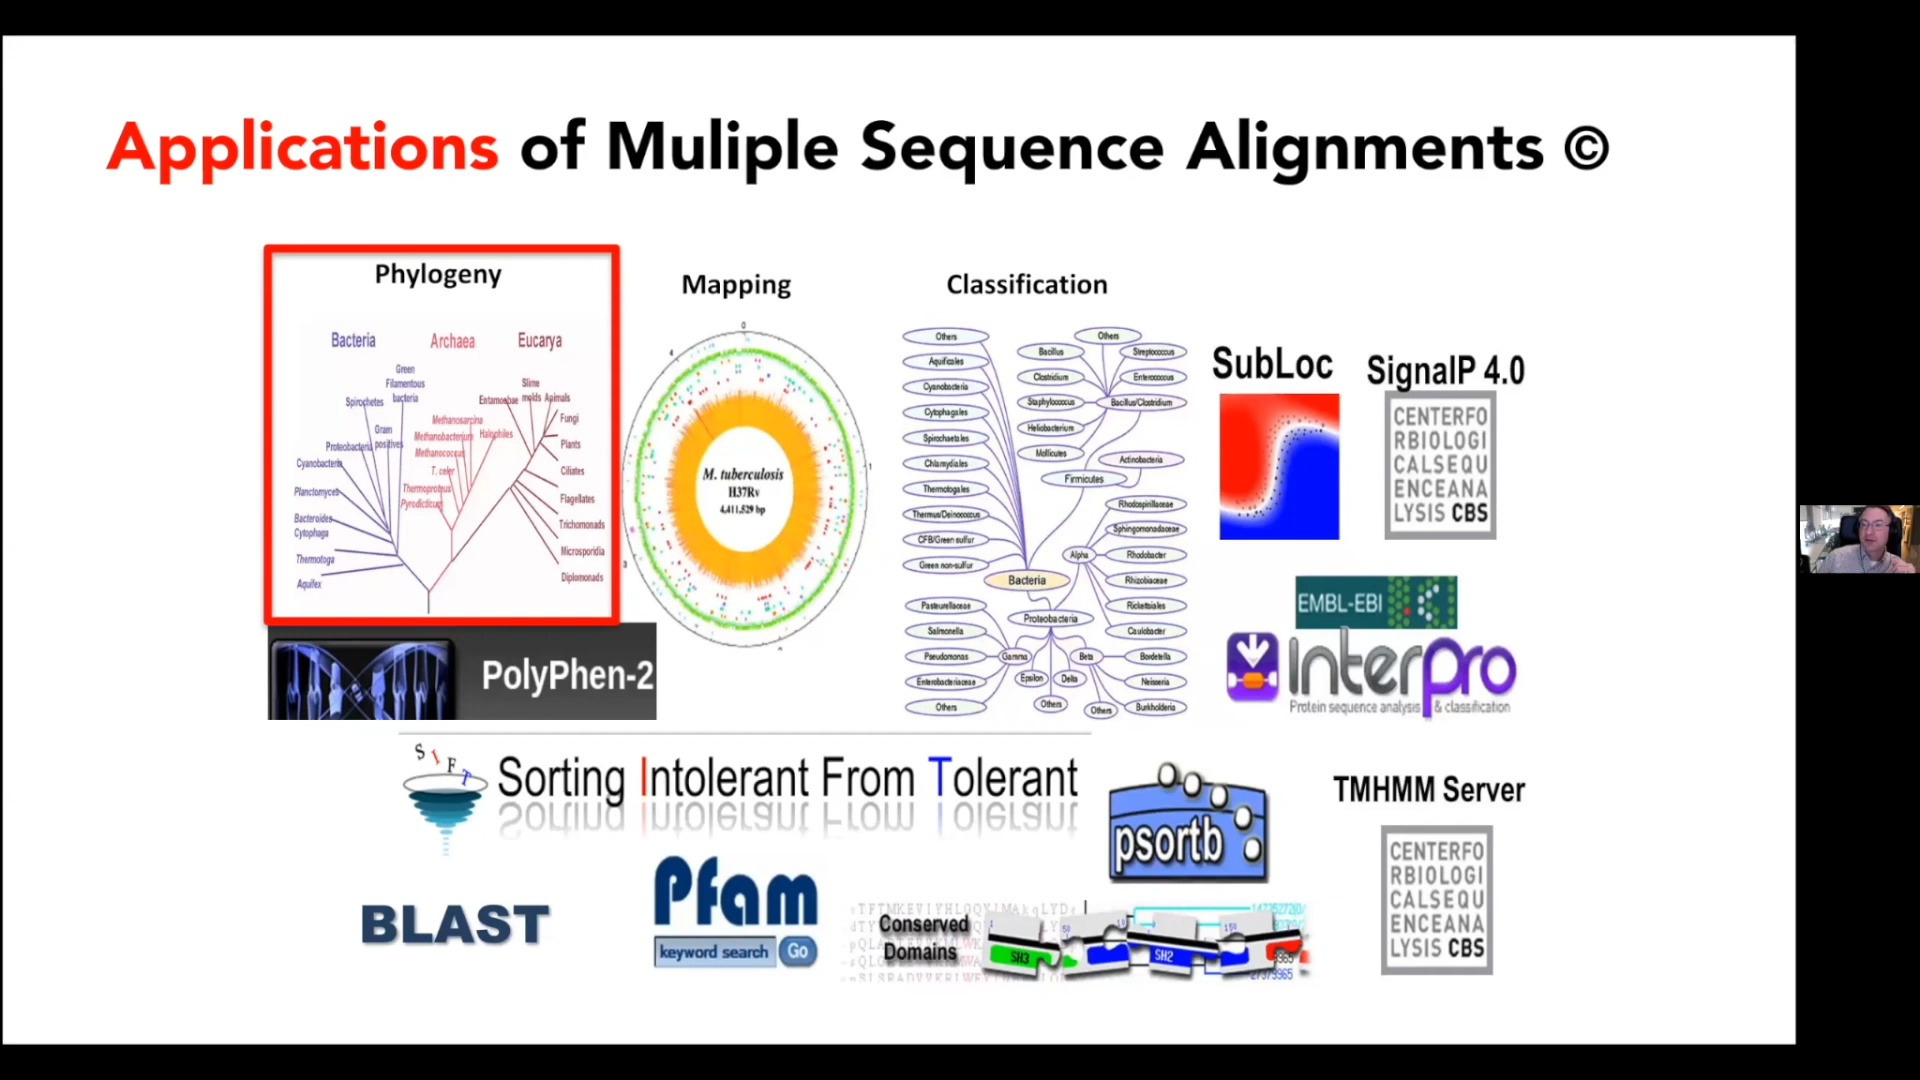 Applications of Muliple Sequence Alignments ©
Phylogeny
Bacteria Archaea Eucarya
Green
Filamentous
bacteria
Spirochetes
Gram
positives
Proteobacteria
Cyanobacteria
Planctomyces
Bacteroides
Cytophaga
Thermotoga
Aquifex
Methanosarcina
Methanobacterium
Halophiles
Methanococcus
T. celer
Thermoproteus
Pyrodicticum
Slime
molds
Entamoebae
Animals
Fungi
Plants
Ciliates
Flagellates
Trichomonads
Microsporidia
Diplomonads
Mapping
0
1
3
4
M. tuberculosis
H37Rv
4,411,529 bp
Classification
Others
Aquificales
Cyanobacteria
Cytophagales
Spirochaetales
Chlamydiales
Thermotogales
Thermus/Deinococcus
CFB/Green sulfur
Green non-sulfur
Others
Bacillus
Streptococcus
Clostridium
Enterococcus
Staphylococcus
Bacillus/Clostridium
Heliobacterium
Mollicutes
Actinobacteria
Firmicutes
Bacteria
Rhodospirillaceae
Sphingomonadaceae
Alpha
Rhodobacter
Rhizobiaceae
Rickettsiales
Caulobacter
Proteobacteria
Pasteurellaceae
Salmonella
Pseudomonas
Enterobacteriaceae
Others
Gamma
Epsilon
Delta
Others
Beta
Others
Bordetella
Neisseria
Burkholderia
SubLoc
SignalP 4.0
CENTERFO
RBIOLOGI
CALSEQU
ENCEANA
LYSIS CBS
EMBL-EBI
InterPro
Protein sequence analysis & classification
PolyPhen-2
SIFT
Sorting Intolerant From Tolerant
psortb
TMHMM Server
CENTERFO
RBIOLOGI
CALSEQU
ENCEANA
LYSIS CBS
BLAST
Pfam
keyword search Go
Conserved
Domains
SH3
SH2